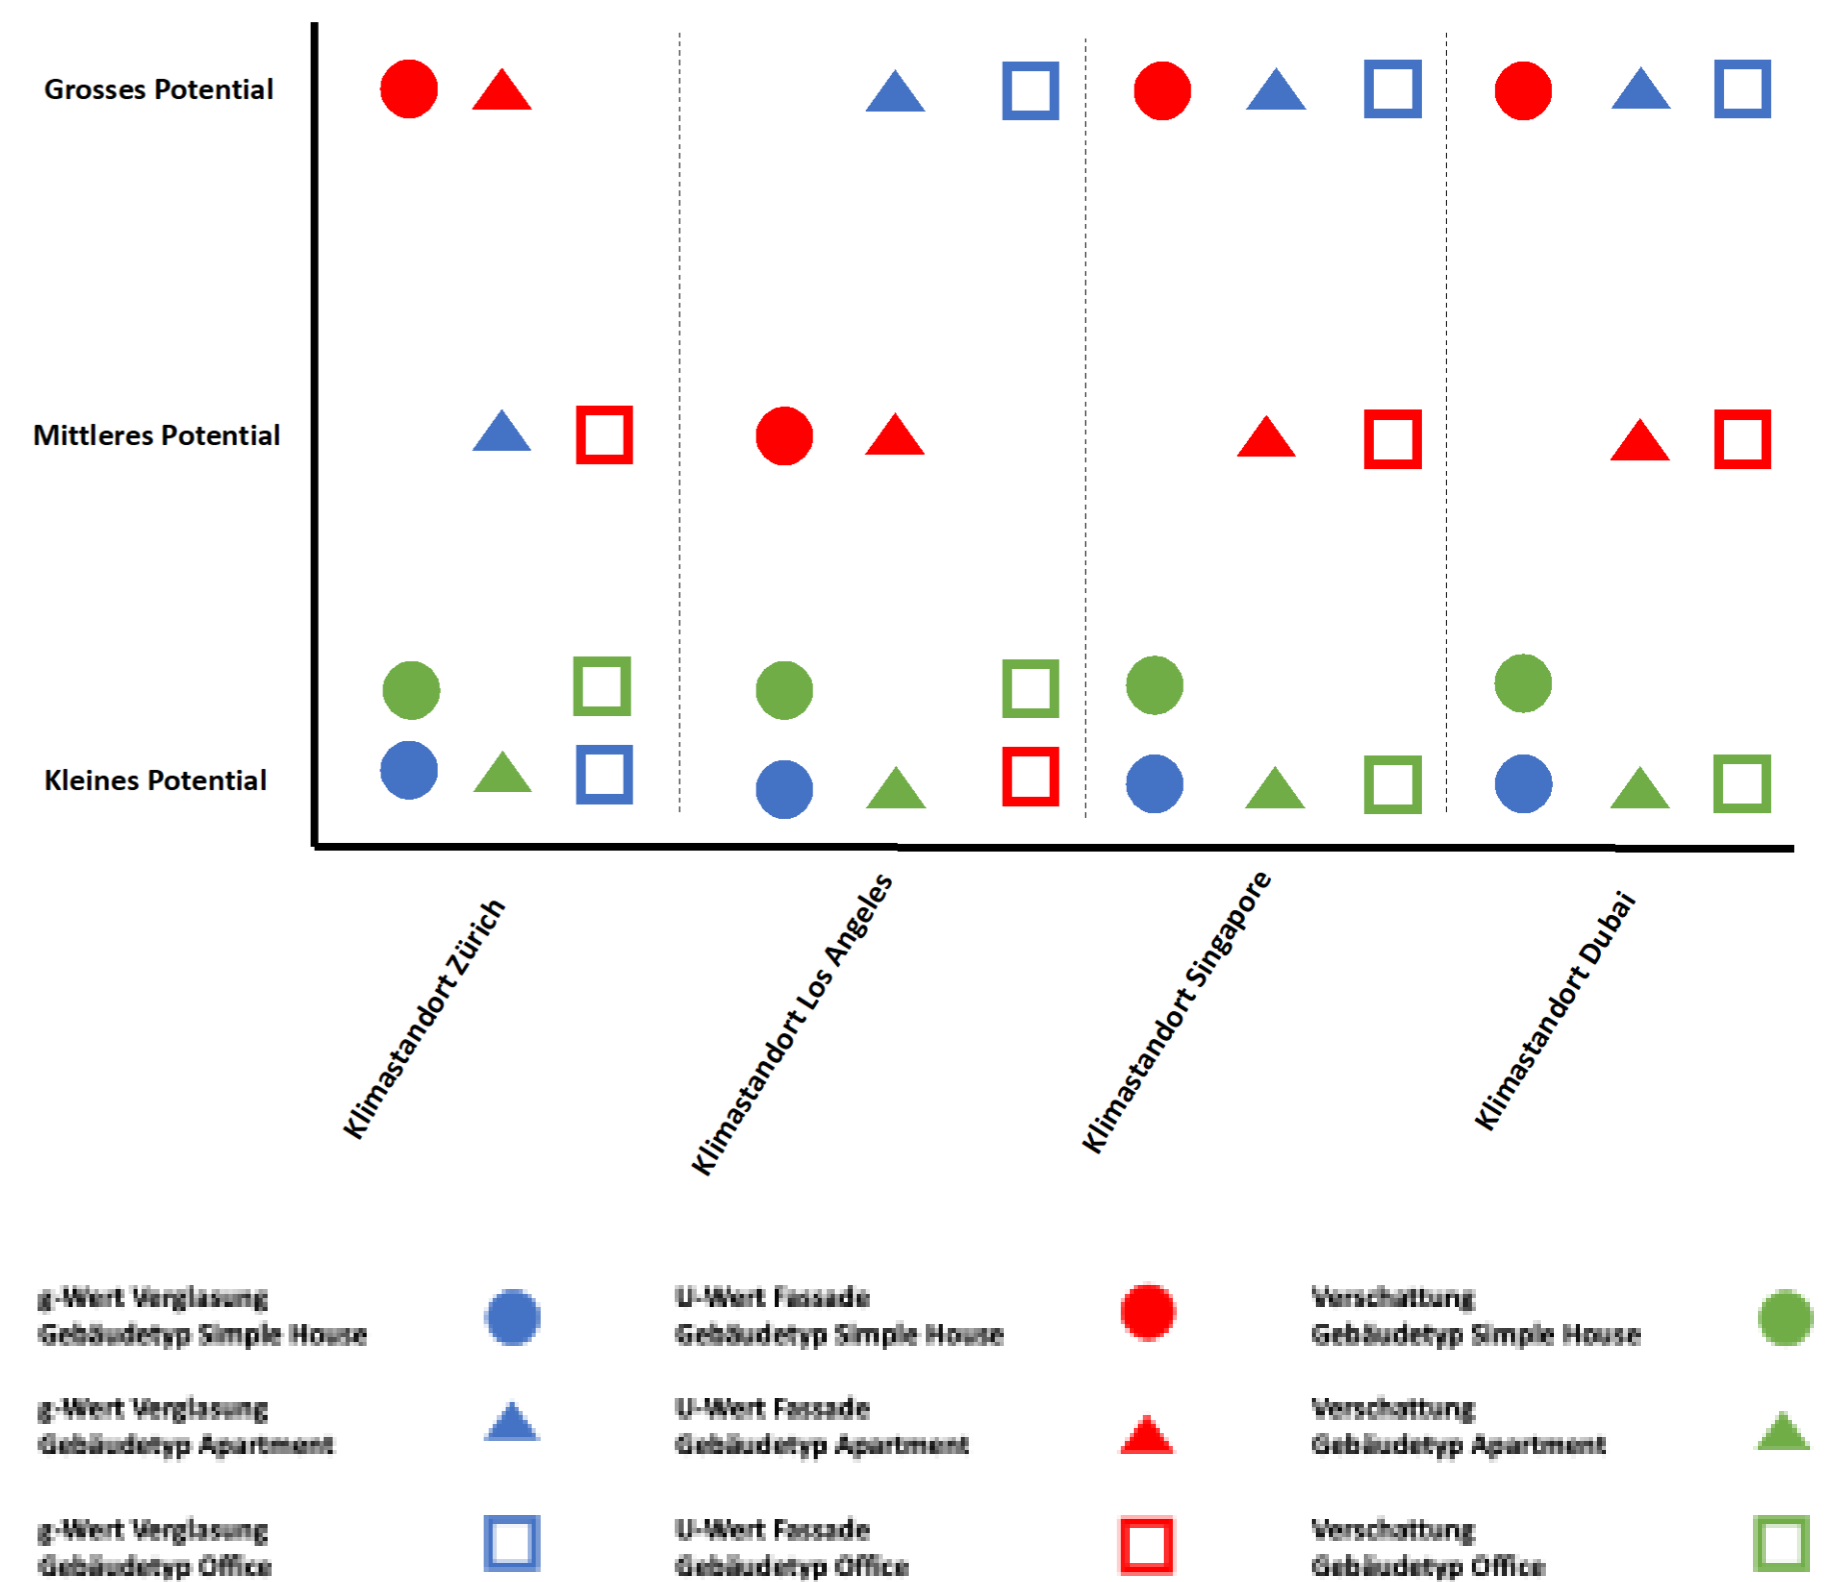 Grosses Potential
Mittleres Potential
Kleines Potential
Klimastandort Zürich
Klimastandort Los Angeles
Klimastandort Singapore
Klimastandort Dubai
g-Wert Verglasung
Gebäudetyp Simple House
U-Wert Fassade
Gebäudetyp Simple House
Verschattung
Gebäudetyp Simple House
g-Wert Verglasung
Gebäudetyp Apartment
U-Wert Fassade
Gebäudetyp Apartment
Verschattung
Gebäudetyp Apartment
g-Wert Verglasung
Gebäudetyp Office
U-Wert Fassade
Gebäudetyp Office
Verschattung
Gebäudetyp Office